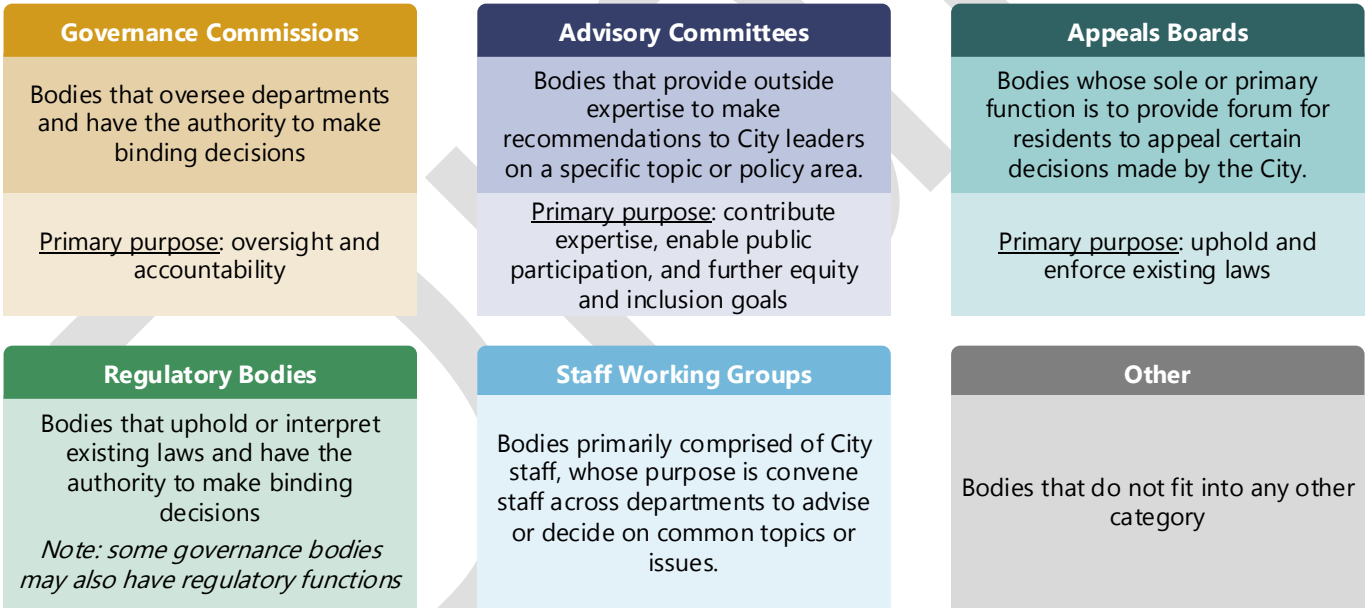 Governance Commissions
Bodies that oversee departments
and have the authority to make
binding decisions
Primary purpose: oversight and
accountability
Advisory Committees
Bodies that provide outside
expertise to make
recommendations to City leaders
on a specific topic or policy area.
Primary purpose: contribute
expertise, enable public
participation, and further equity
and inclusion goals
Appeals Boards
Bodies whose sole or primary
function is to provide forum for
residents to appeal certain
decisions made by the City.
Primary purpose: uphold and
enforce existing laws
Regulatory Bodies
Bodies that uphold or interpret
existing laws and have the
authority to make binding
decisions
Note: some governance bodies
may also have regulatory functions
Staff Working Groups
Bodies primarily comprised of City
staff, whose purpose is convene
staff across departments to advise
or decide on common topics or
issues.
Other
Bodies that do not fit into any other
category